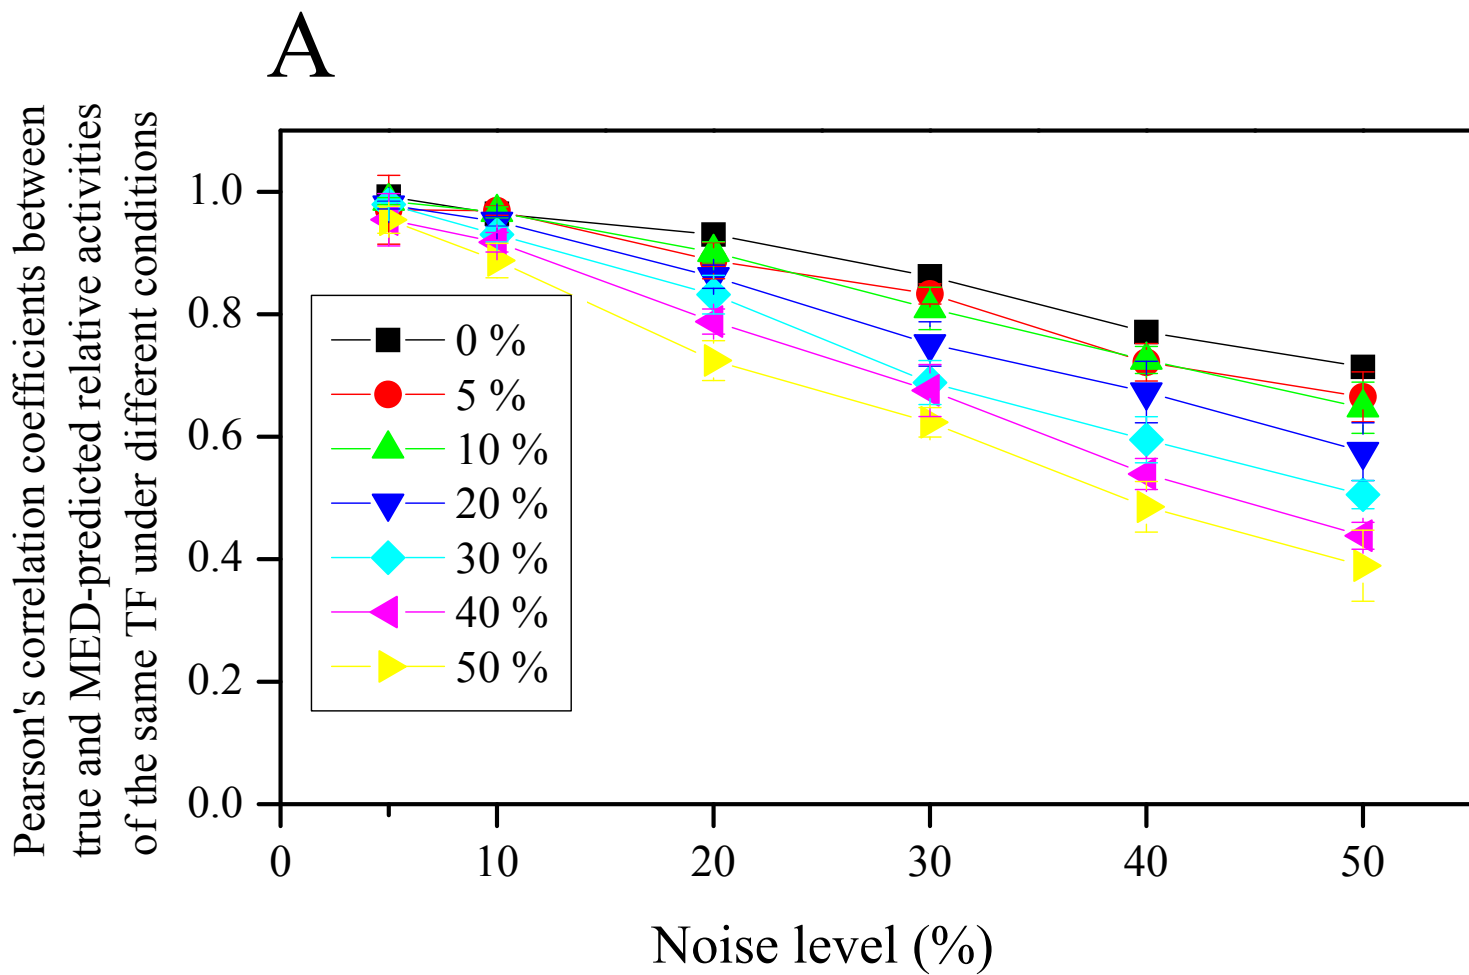 A
Pearson's correlation coefficients between
true and MED-predicted relative activities
of the same TF under different conditions
1.0
0.8
0.6
0.4
0.2
0.0
0 %
5 %
10 %
20 %
30 %
40 %
50 %
0 10 20 30 40 50
Noise level (%)